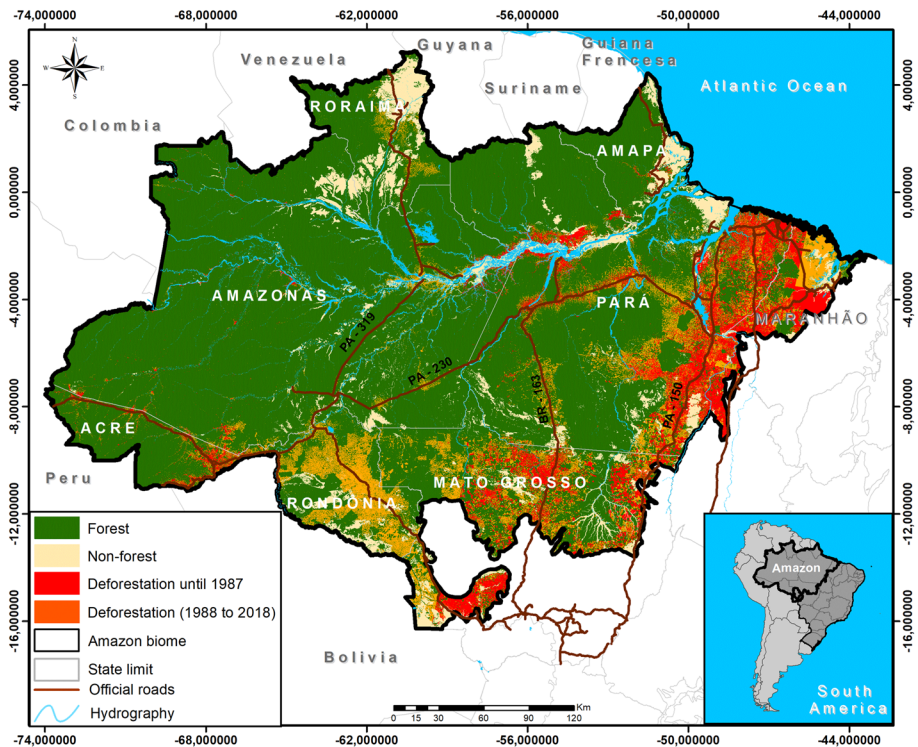 -74,000000 -68,000000 -62,000000 -56,000000 -50,000000 -44,000000
N
W E
S
Venezuela
Guyana
Guiana
Frencesa
Suriname
Atlantic Ocean
Colombia
RORAIMA
AMAPA
4,000000
0,000000
-4,000000
-8,000000
-12,000000
-16,000000
4,000000
0,000000
-4,000000
-8,000000
-12,000000
-16,000000
AMAZONAS
PARÁ
MARANHÃO
PA - 319
PA - 230
BR - 163
PA - 150
ACRE
Peru
MATO GROSSO
RONDÔNIA
Bolivia
Forest
Non-forest
Deforestation until 1987
Deforestation (1988 to 2018)
Amazon biome
State limit
Official roads
Hydrography
Km
0 15 30 60 90 120
Amazon
South
America
-74,000000 -68,000000 -62,000000 -56,000000 -50,000000 -44,000000